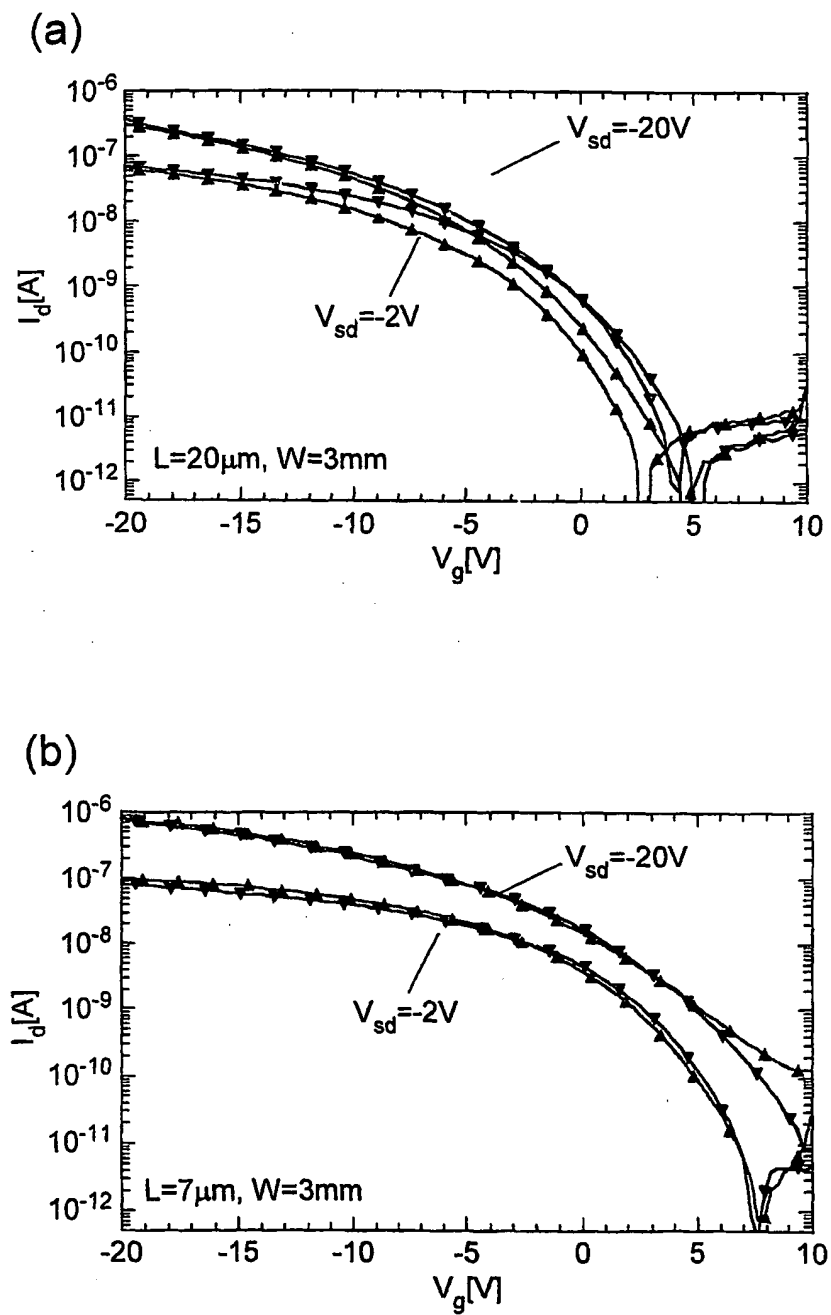 (a)
10^-6
10^-7
10^-8
10^-9
10^-10
10^-11
10^-12
I_d[A]
V_sd=-20V
V_sd=-2V
L=20μm, W=3mm
-20 -15 -10 -5 0 5 10
V_g[V]
(b)
10^-6
10^-7
10^-8
10^-9
10^-10
10^-11
10^-12
I_d[A]
V_sd=-20V
V_sd=-2V
L=7μm, W=3mm
-20 -15 -10 -5 0 5 10
V_g[V]